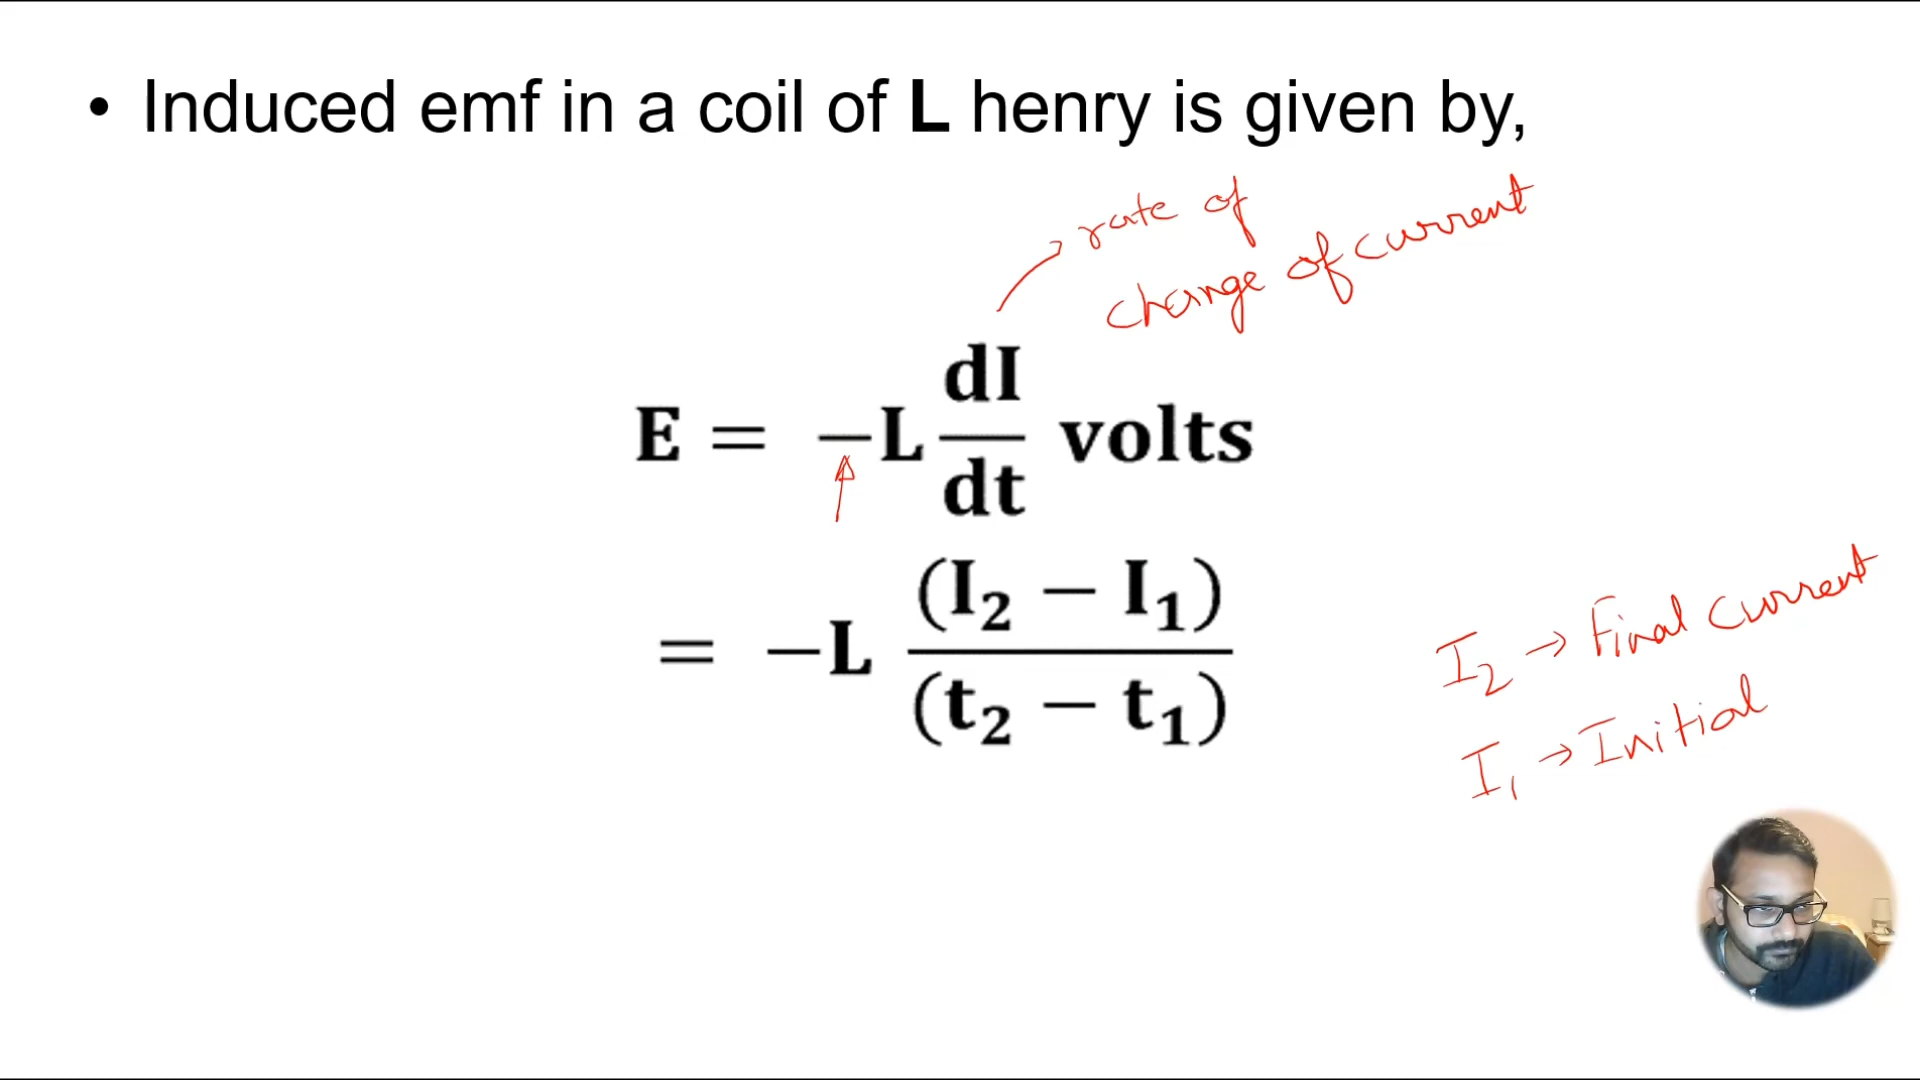 • Induced emf in a coil of L henry is given by,
rate of
change of current
E = −L dI/dt volts
= −L (I₂ − I₁)/(t₂ − t₁)
I₂ → Final current
I₁ → Initial